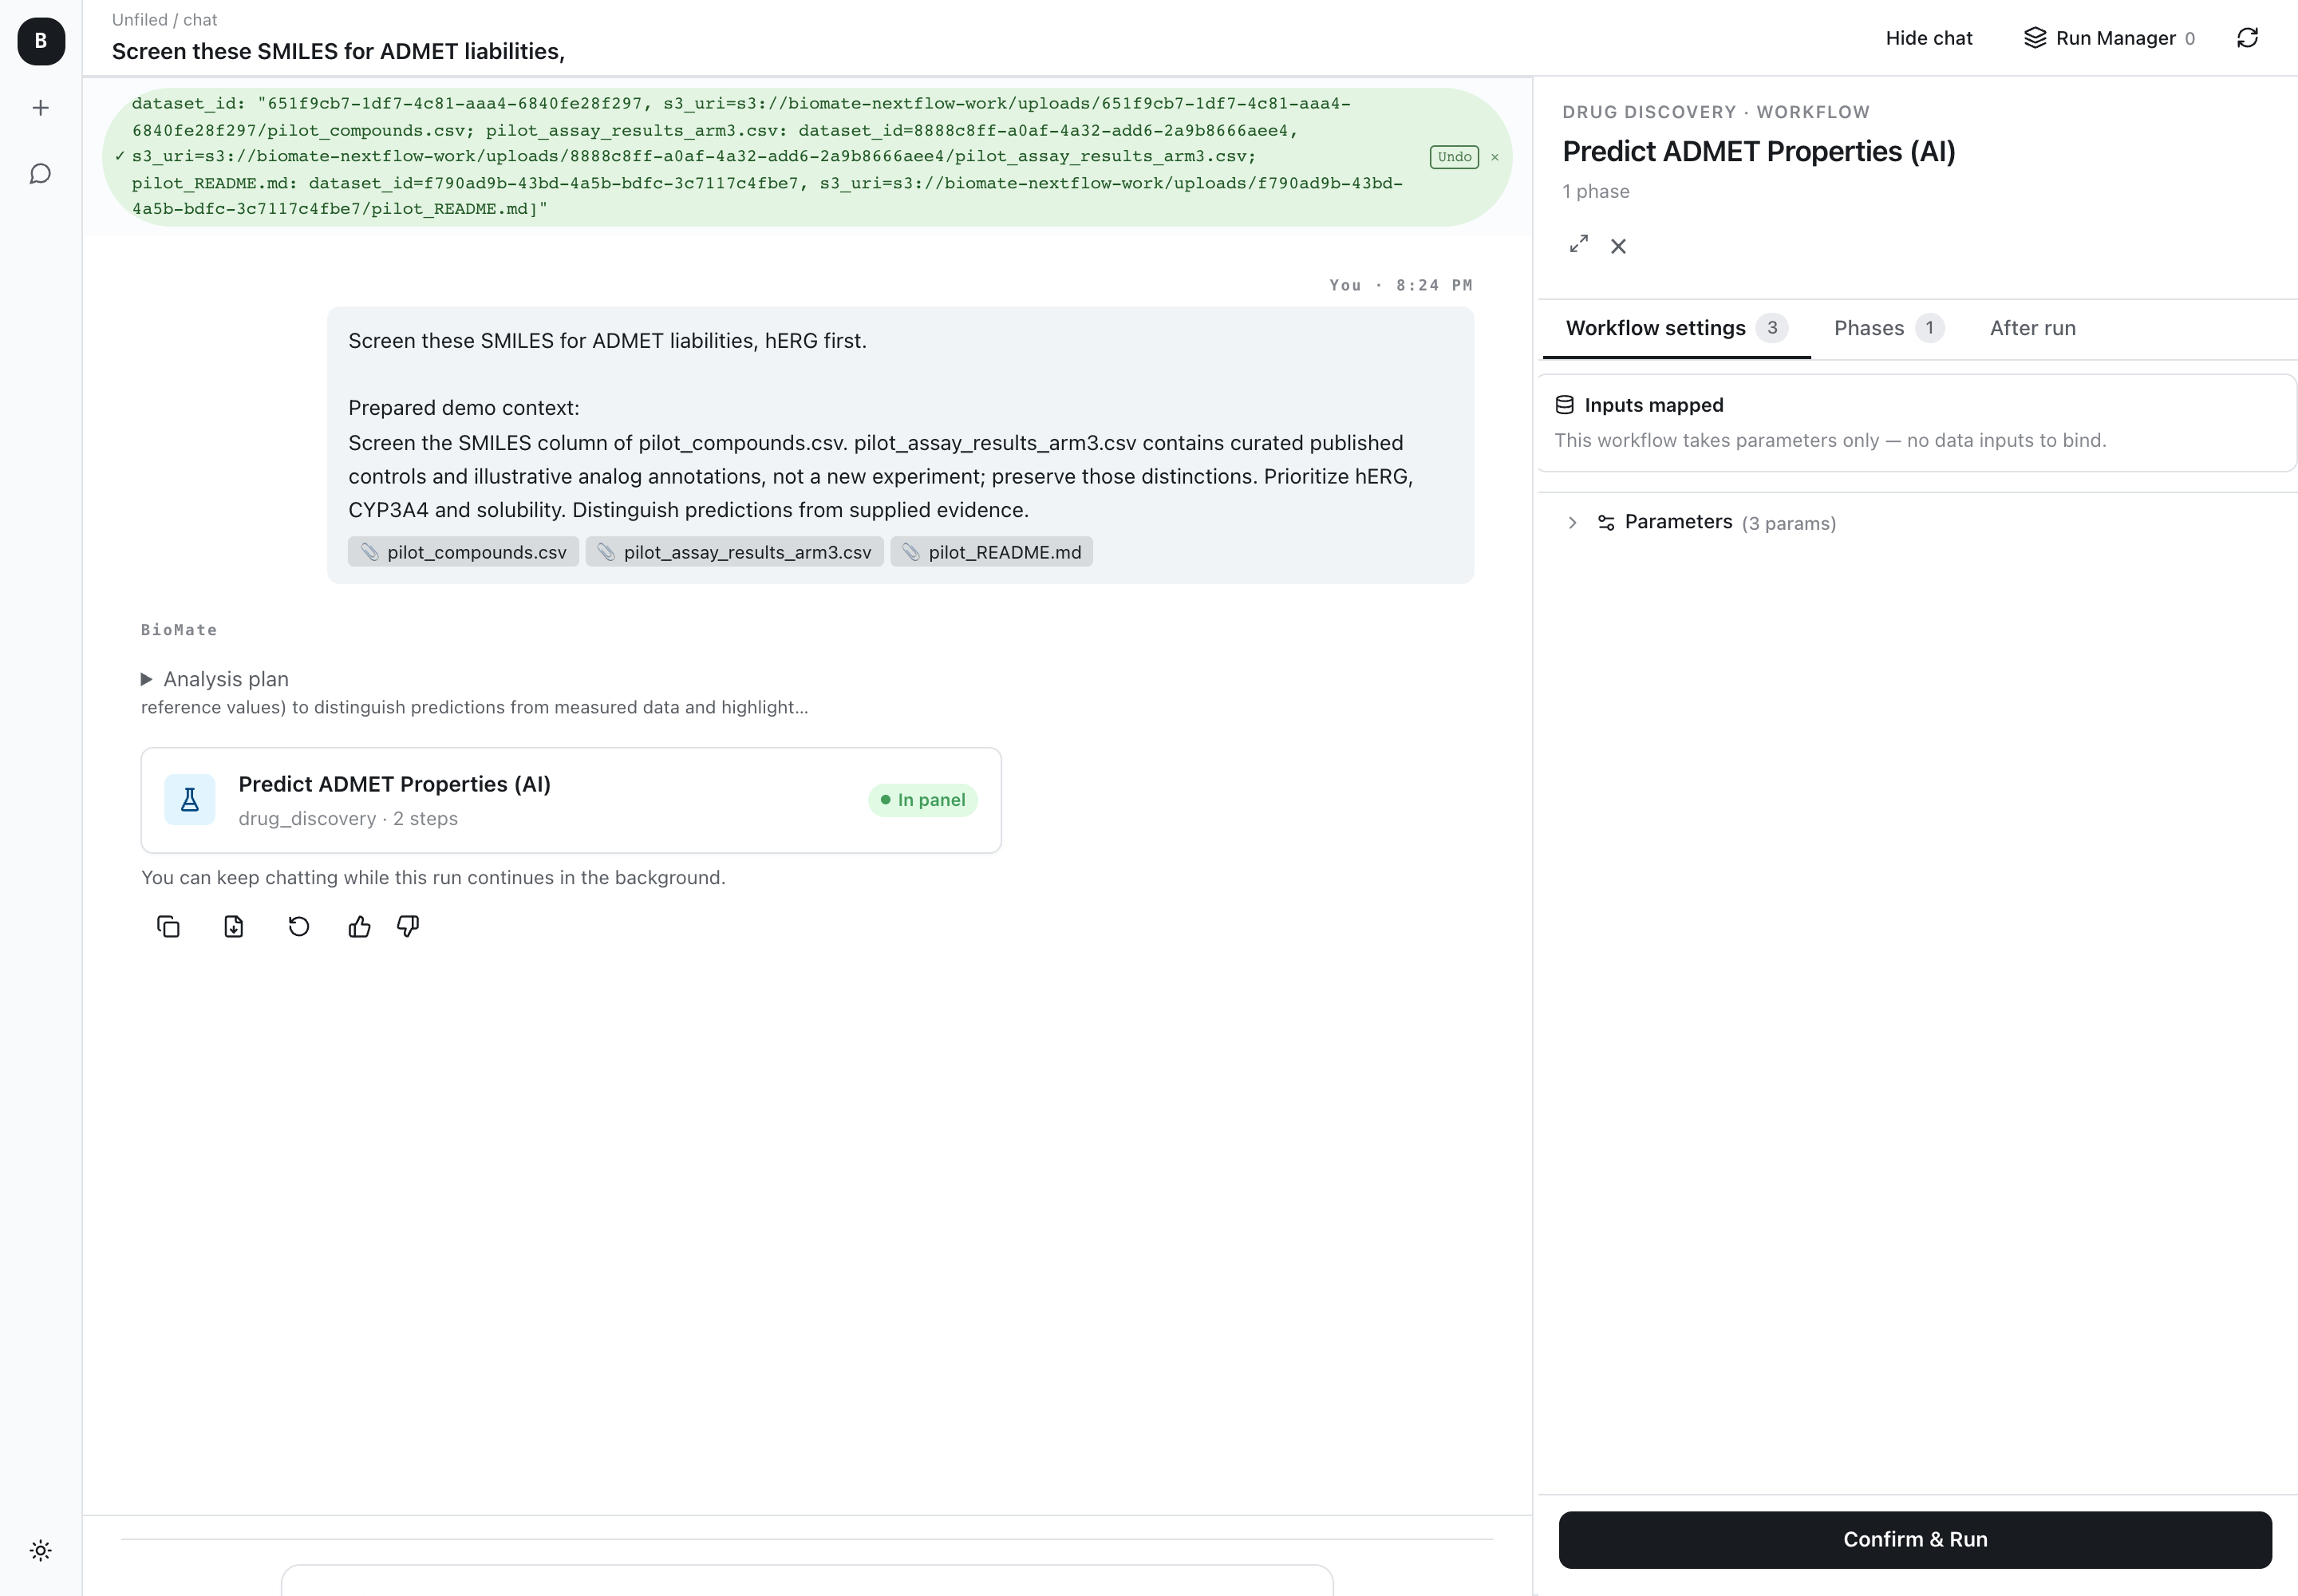 B
Unfiled / chat
Screen these SMILES for ADMET liabilities,
Hide chat
Run Manager 0
dataset_id: "651f9cb7-1df7-4c81-aaa4-6840fe28f297, s3_uri=s3://biomate-nextflow-work/uploads/651f9cb7-1df7-4c81-aaa4-
6840fe28f297/pilot_compounds.csv; pilot_assay_results_arm3.csv: dataset_id=8888c8ff-a0af-4a32-add6-2a9b8666aee4,
✓ s3_uri=s3://biomate-nextflow-work/uploads/8888c8ff-a0af-4a32-add6-2a9b8666aee4/pilot_assay_results_arm3.csv;
pilot_README.md: dataset_id=f790ad9b-43bd-4a5b-bdfc-3c7117c4fbe7, s3_uri=s3://biomate-nextflow-work/uploads/f790ad9b-43bd-
4a5b-bdfc-3c7117c4fbe7/pilot_README.md]"
Undo ×
You · 8:24 PM
Screen these SMILES for ADMET liabilities, hERG first.
Prepared demo context:
Screen the SMILES column of pilot_compounds.csv. pilot_assay_results_arm3.csv contains curated published
controls and illustrative analog annotations, not a new experiment; preserve those distinctions. Prioritize hERG,
CYP3A4 and solubility. Distinguish predictions from supplied evidence.
pilot_compounds.csv
pilot_assay_results_arm3.csv
pilot_README.md
BioMate
Analysis plan
reference values) to distinguish predictions from measured data and highlight...
Predict ADMET Properties (AI)
drug_discovery · 2 steps
In panel
You can keep chatting while this run continues in the background.
DRUG DISCOVERY · WORKFLOW
Predict ADMET Properties (AI)
1 phase
Workflow settings 3
Phases 1
After run
Inputs mapped
This workflow takes parameters only — no data inputs to bind.
Parameters (3 params)
Confirm & Run